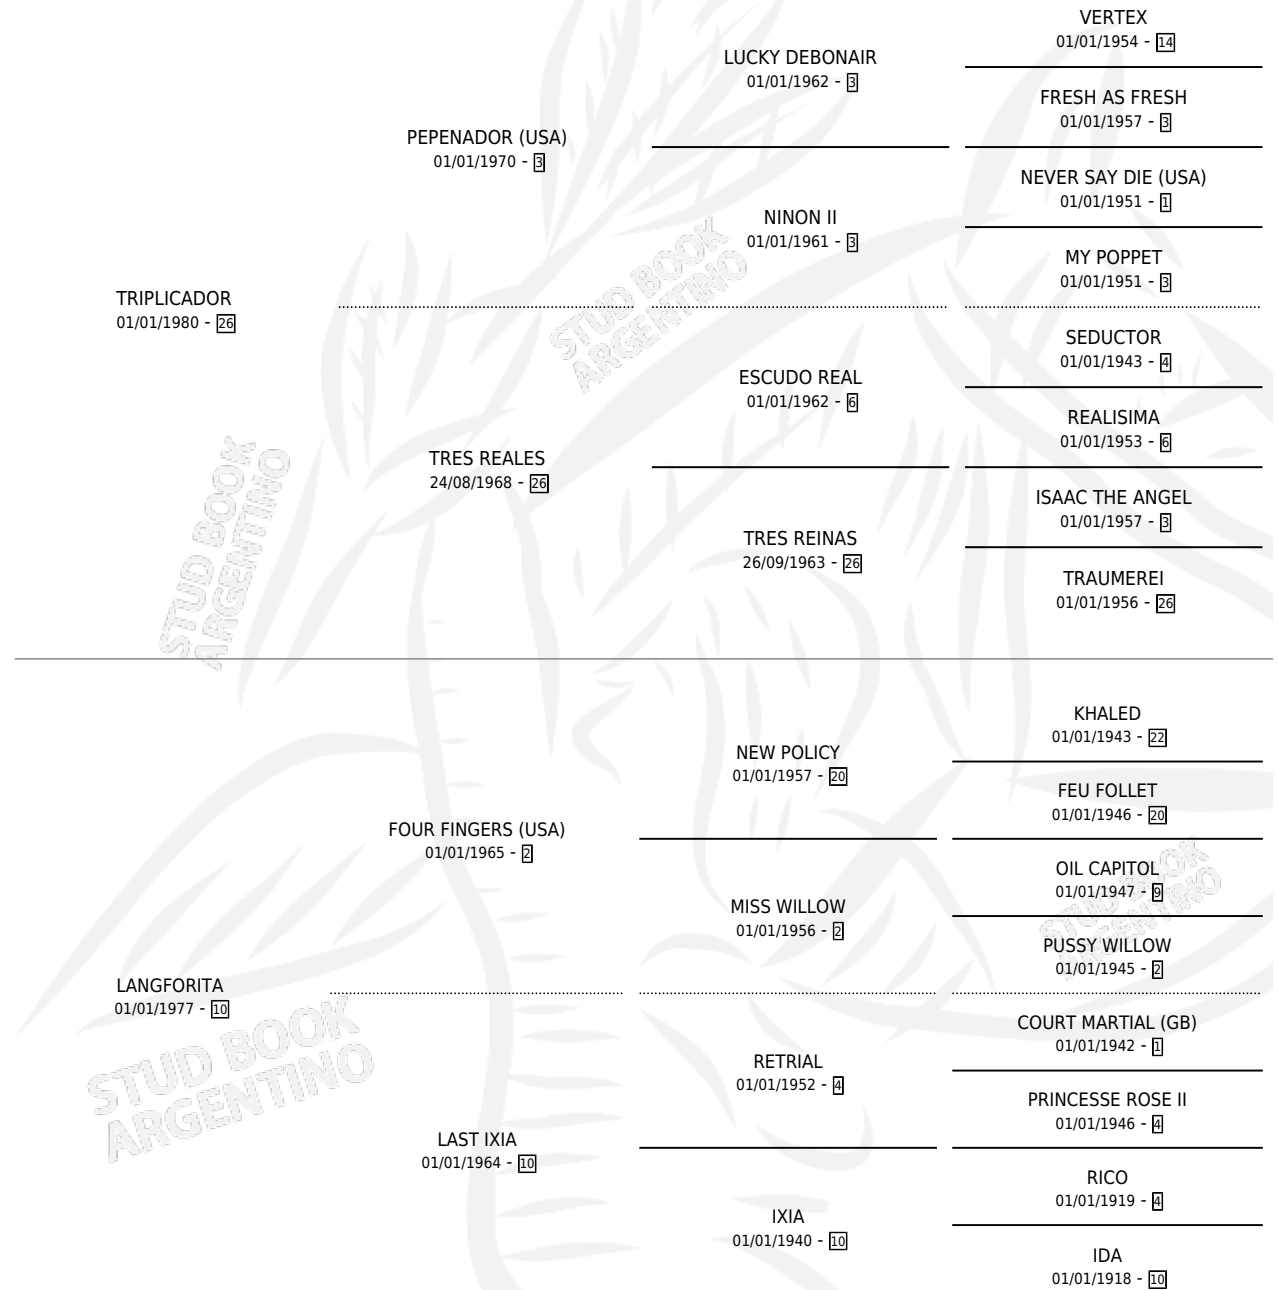 VERTEX
01/01/1954 - 14
LUCKY DEBONAIR
01/01/1962 - 3
FRESH AS FRESH
01/01/1957 - 3
PEPENADOR (USA)
01/01/1970 - 3
NEVER SAY DIE (USA)
01/01/1951 - 1
NINON II
01/01/1961 - 3
MY POPPET
01/01/1951 - 3
TRIPLICADOR
01/01/1980 - 26
STUD BOOK
ARGENTINO
SEDUCTOR
01/01/1943 - 4
ESCUDO REAL
01/01/1962 - 6
REALISIMA
01/01/1953 - 6
TRES REALES
24/08/1968 - 26
ISAAC THE ANGEL
01/01/1957 - 3
TRES REINAS
26/09/1963 - 26
TRAUMEREI
01/01/1956 - 26
STUD BOOK
ARGENTINO
KHALED
01/01/1943 - 22
NEW POLICY
01/01/1957 - 20
FEU FOLLET
01/01/1946 - 20
FOUR FINGERS (USA)
01/01/1965 - 2
OIL CAPITOL
01/01/1947 - 9
MISS WILLOW
01/01/1956 - 2
PUSSY WILLOW
01/01/1945 - 2
STUD BOOK
ARGENTINO
LANGFORITA
01/01/1977 - 10
COURT MARTIAL (GB)
01/01/1942 - 1
RETRIAL
01/01/1952 - 4
PRINCESSE ROSE II
01/01/1946 - 4
STUD BOOK
ARGENTINO
LAST IXIA
01/01/1964 - 10
RICO
01/01/1919 - 4
IXIA
01/01/1940 - 10
IDA
01/01/1918 - 10